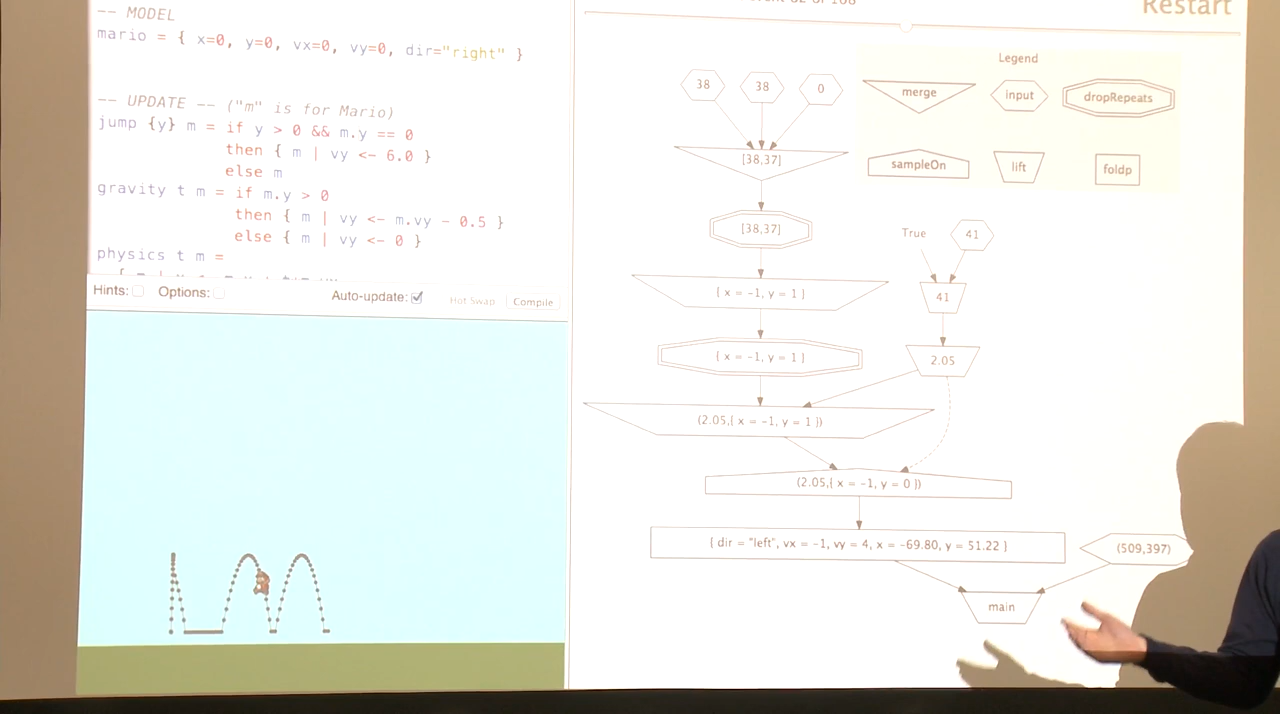 -- MODEL
mario = { x=0, y=0, vx=0, vy=0, dir="right" }
-- UPDATE -- ("m" is for Mario)
jump {y} m = if y > 0 && m.y == 0
then { m | vy <- 6.0 }
else m
gravity t m = if m.y > 0
then { m | vy <- m.vy - 0.5 }
else { m | vy <- 0 }
physics t m =
Hints:
Options:
Auto-update:
Hot Swap
Compile
of 108
Restart
Legend
merge
input
dropRepeats
sampleOn
lift
foldp
38
38
0
[38,37]
[38,37]
{ x = -1, y = 1 }
{ x = -1, y = 1 }
True
41
41
2.05
(2.05,{ x = -1, y = 1 })
(2.05,{ x = -1, y = 0 })
{ dir = "left", vx = -1, vy = 4, x = -69.80, y = 51.22 }
(509,397)
main